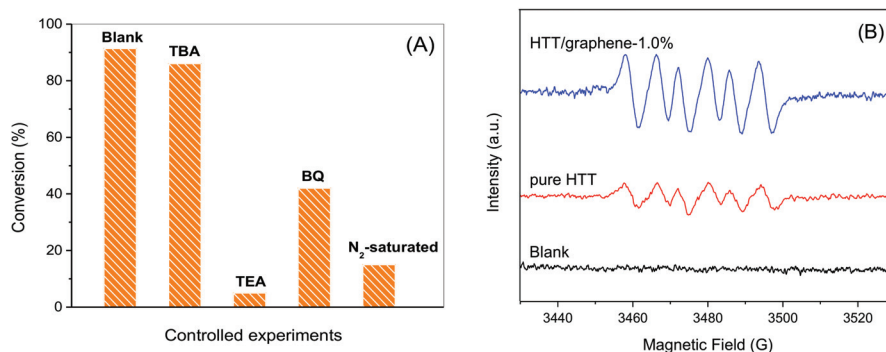 (A)
Conversion (%)
100
80
60
40
20
0
Blank
TBA
TEA
BQ
N₂-saturated
Controlled experiments
(B)
Intensity (a.u.)
HTT/graphene-1.0%
pure HTT
Blank
3440 3460 3480 3500 3520
Magnetic Field (G)